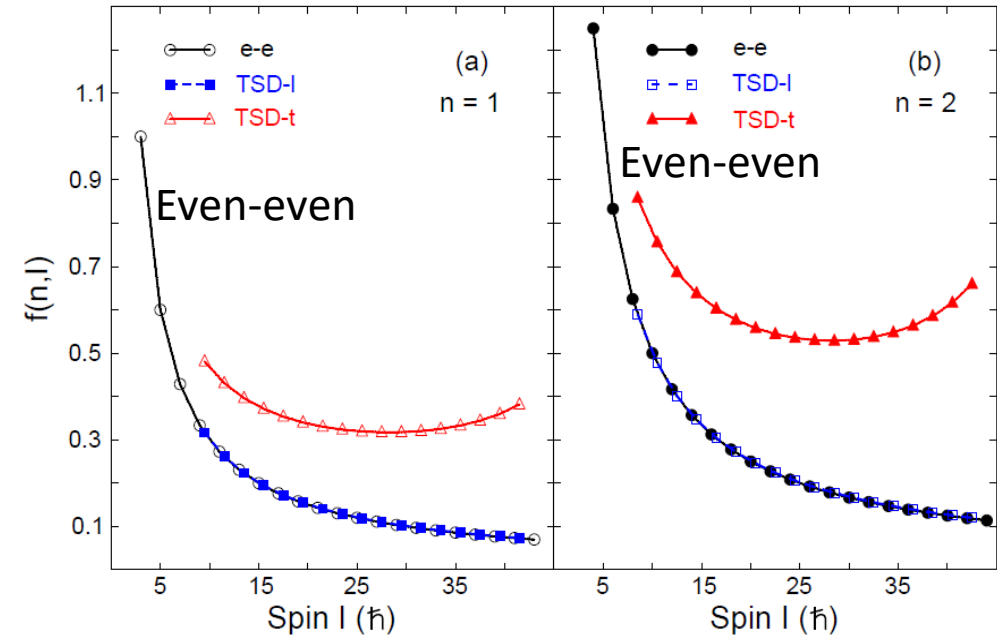 e-e
TSD-l
TSD-t
(a)
n = 1
Even-even
e-e
TSD-l
TSD-t
(b)
n = 2
Even-even
f(n,I)
1.1
0.9
0.7
0.5
0.3
0.1
5 15 25 35
5 15 25 35
Spin I (ħ)
Spin I (ħ)